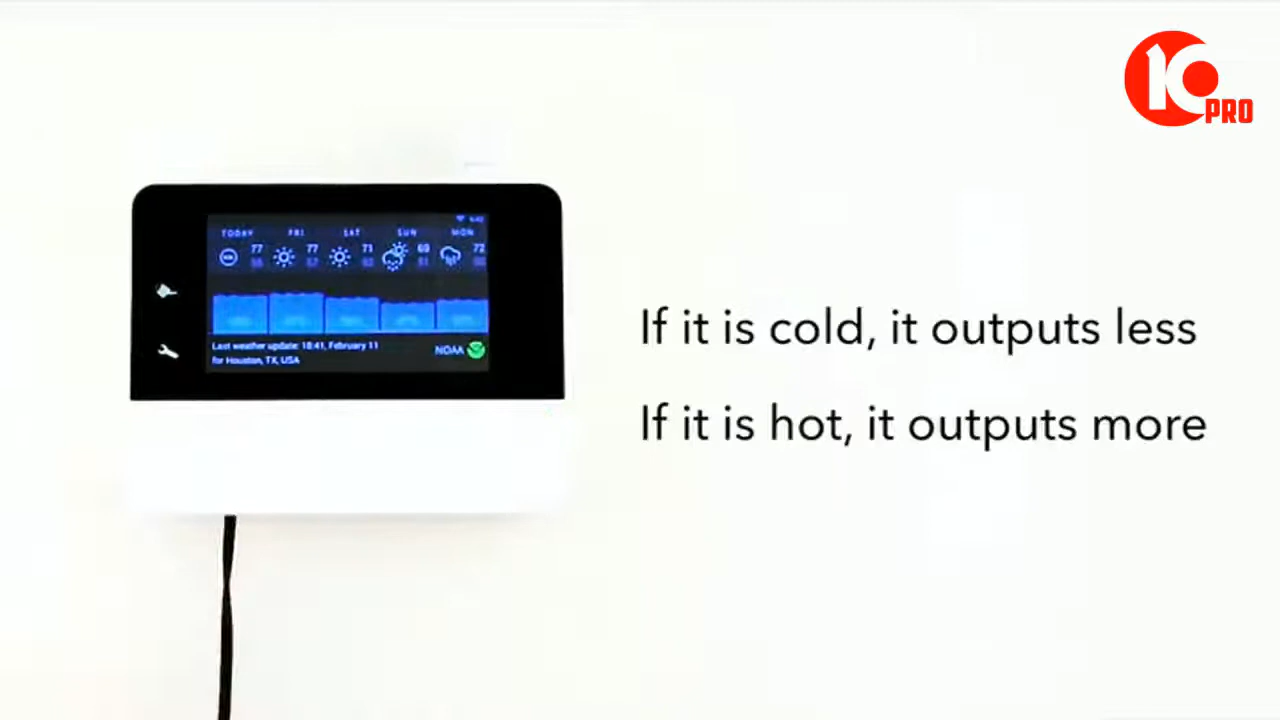 10
PRO
TODAY FRI SAT SUN MON
77 77 71 69 72
Last weather update: 18:41, February 11
for Houston, TX, USA
NOAA
If it is cold, it outputs less
If it is hot, it outputs more